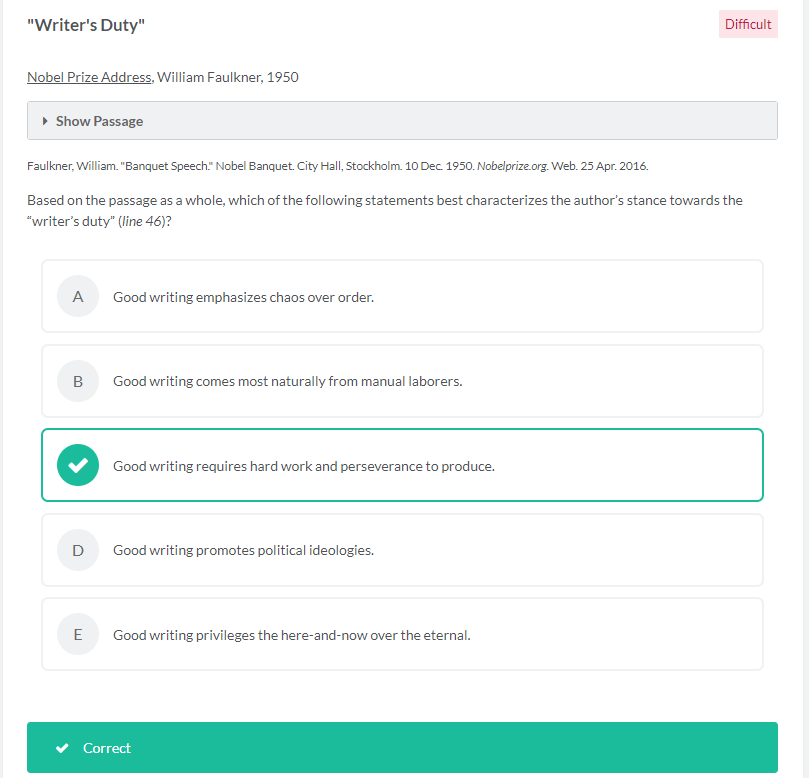 "Writer's Duty"
Difficult
Nobel Prize Address, William Faulkner, 1950
Show Passage
Faulkner, William. "Banquet Speech." Nobel Banquet. City Hall, Stockholm. 10 Dec. 1950. Nobelprize.org. Web. 25 Apr. 2016.
Based on the passage as a whole, which of the following statements best characterizes the author's stance towards the
“writer’s duty” (line 46)?
A Good writing emphasizes chaos over order.
B Good writing comes most naturally from manual laborers.
Good writing requires hard work and perseverance to produce.
D Good writing promotes political ideologies.
E Good writing privileges the here-and-now over the eternal.
Correct